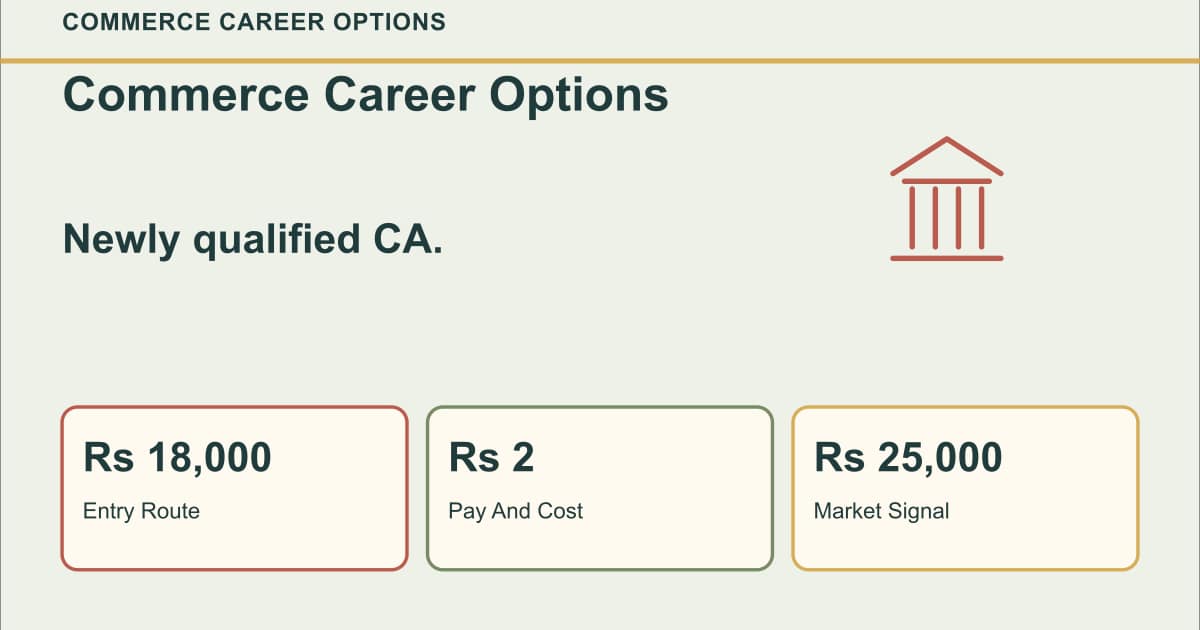 COMMERCE CAREER OPTIONS
Commerce Career Options
Newly qualified CA.
Rs 18,000
Entry Route
Rs 2
Pay And Cost
Rs 25,000
Market Signal